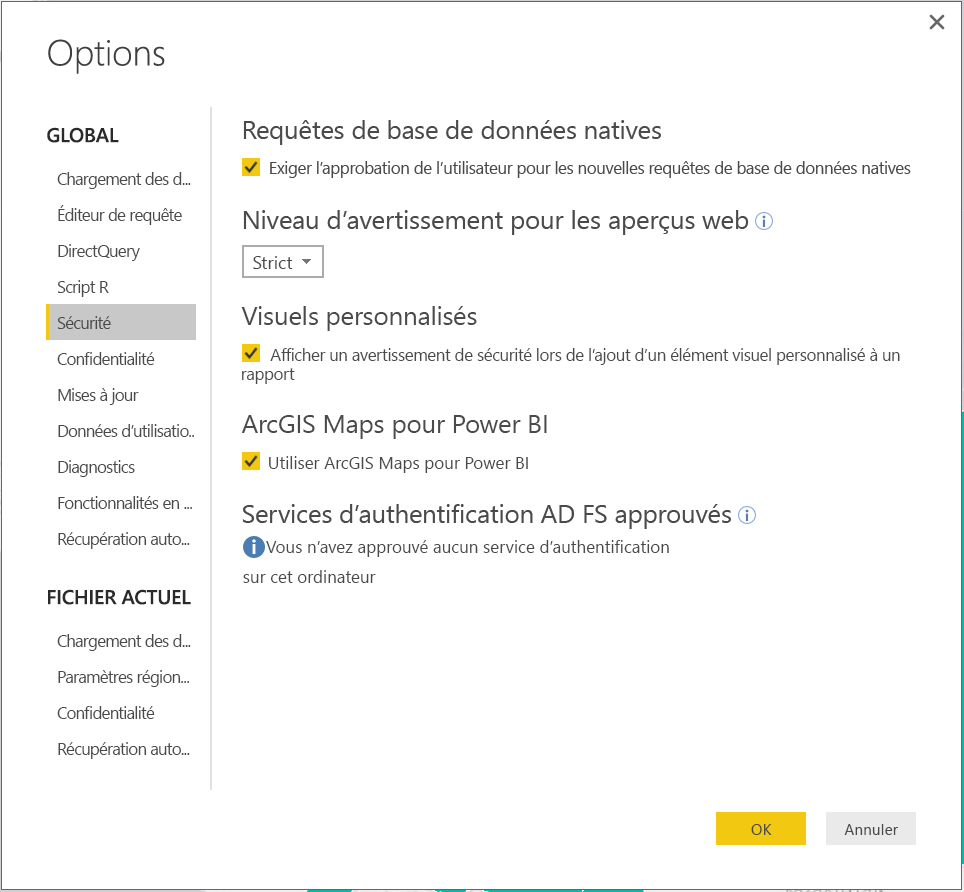 Options
GLOBAL
Chargement des d...
Éditeur de requête
DirectQuery
Script R
Sécurité
Confidentialité
Mises à jour
Données d'utilisatio..
Diagnostics
Fonctionnalités en ...
Récupération auto...
FICHIER ACTUEL
Chargement des d...
Paramètres région...
Confidentialité
Récupération auto...
Requêtes de base de données natives
Exiger l'approbation de l'utilisateur pour les nouvelles requêtes de base de données natives
Niveau d'avertissement pour les aperçus web
Strict
Visuels personnalisés
Afficher un avertissement de sécurité lors de l'ajout d'un élément visuel personnalisé à un
rapport
ArcGIS Maps pour Power BI
Utiliser ArcGIS Maps pour Power BI
Services d'authentification AD FS approuvés
Vous n'avez approuvé aucun service d'authentification
sur cet ordinateur
OK
Annuler